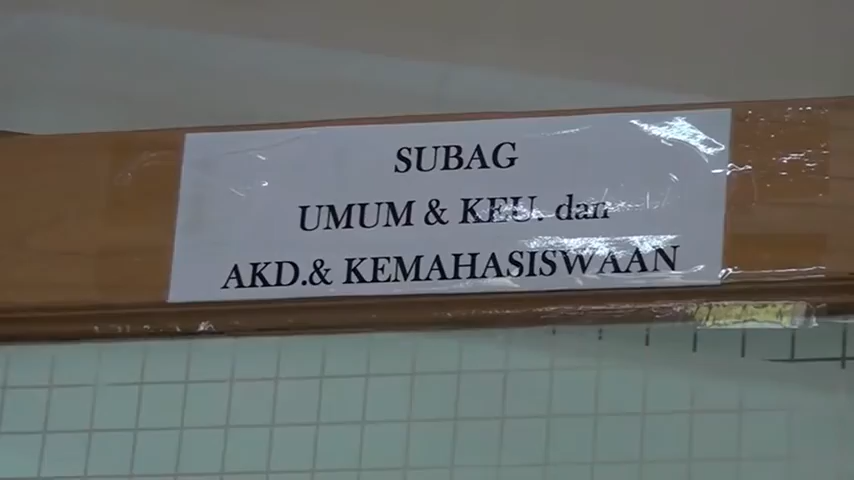 SUBAG
UMUM & KEU. dan
AKD.& KEMAHASISWAAN